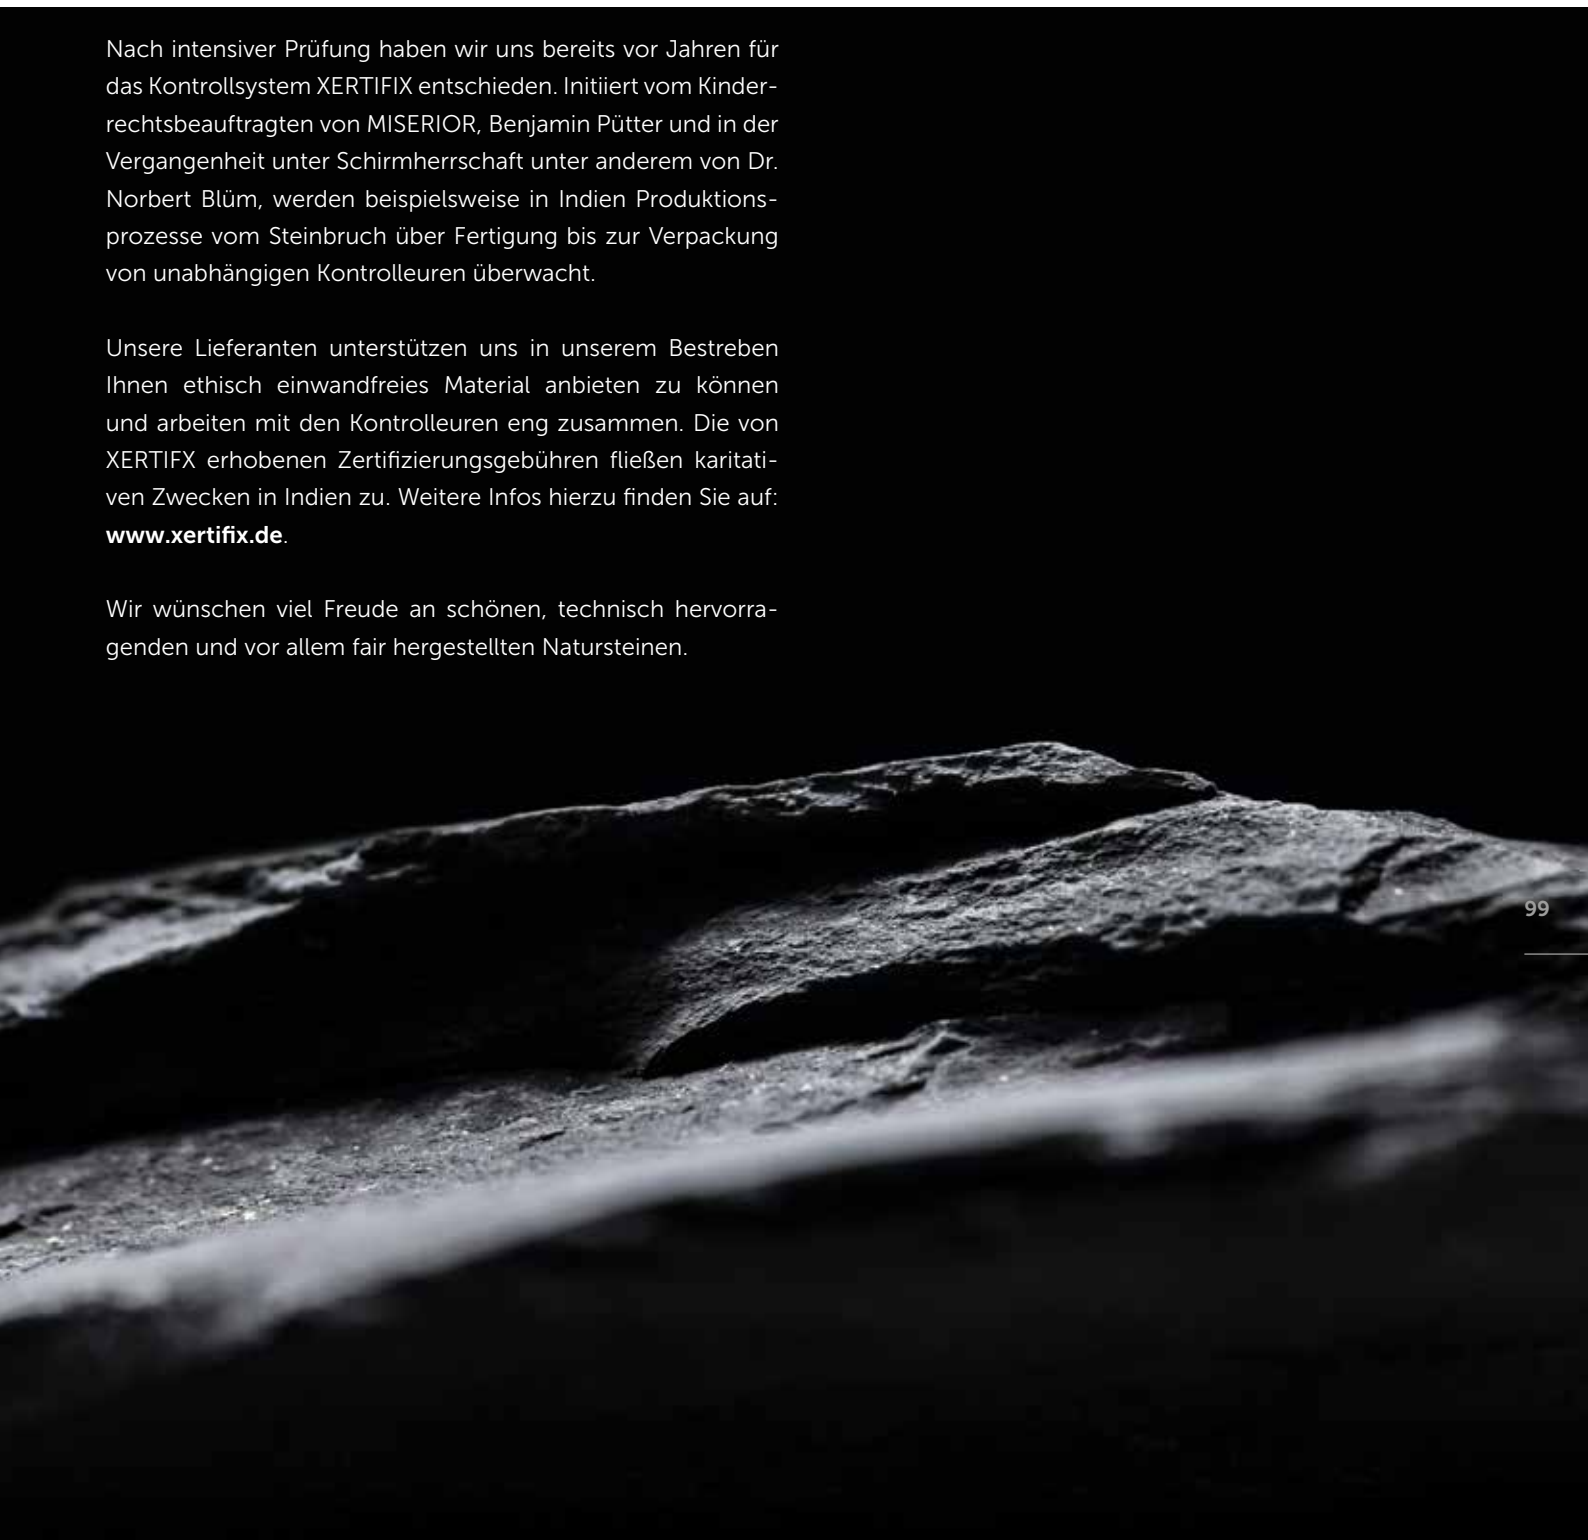 Nach intensiver Prüfung haben wir uns bereits vor Jahren für
das Kontrollsystem XERTIFIX entschieden. Initiiert vom Kinder-
rechtsbeauftragten von MISERIOR, Benjamin Pütter und in der
Vergangenheit unter Schirmherrschaft unter anderem von Dr.
Norbert Blüm, werden beispielsweise in Indien Produktions-
prozesse vom Steinbruch über Fertigung bis zur Verpackung
von unabhängigen Kontrolleuren überwacht.
Unsere Lieferanten unterstützen uns in unserem Bestreben
Ihnen ethisch einwandfreies Material anbieten zu können
und arbeiten mit den Kontrolleuren eng zusammen. Die von
XERTIFX erhobenen Zertifizierungsgebühren fließen karitati-
ven Zwecken in Indien zu. Weitere Infos hierzu finden Sie auf:
www.xertifix.de.
Wir wünschen viel Freude an schönen, technisch hervorra-
genden und vor allem fair hergestellten Natursteinen.
99